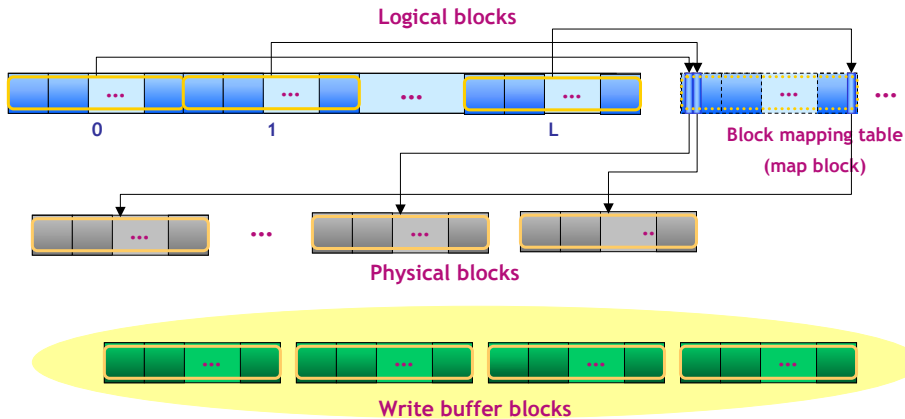 Logical blocks
... ... ... ... ... ...
0 1 L
Block mapping table
(map block)
... ... ... ..
Physical blocks
... ... ... ...
Write buffer blocks